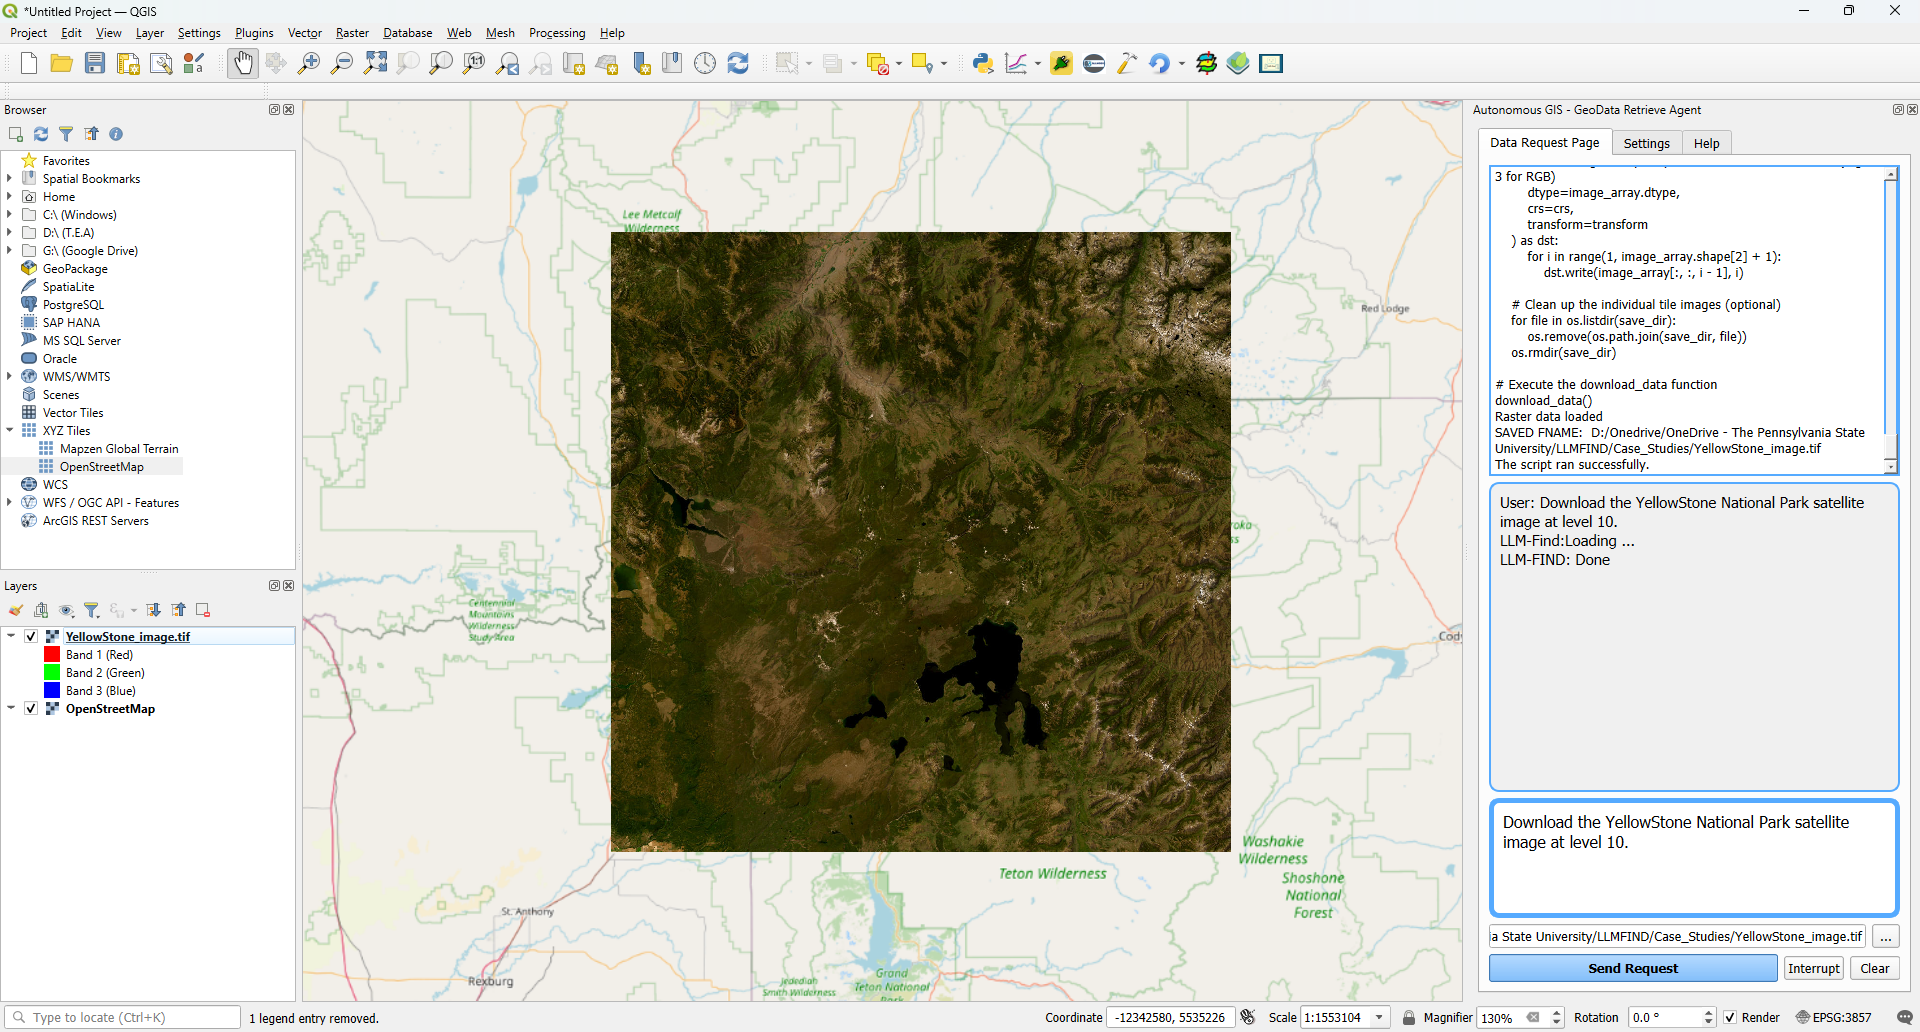 *Untitled Project — QGIS
Project Edit View Layer Settings Plugins Vector Raster Database Web Mesh Processing Help
Browser
Favorites
Spatial Bookmarks
Home
C:\ (Windows)
D:\ (T.E.A)
G:\ (Google Drive)
GeoPackage
SpatiaLite
PostgreSQL
SAP HANA
MS SQL Server
Oracle
WMS/WMTS
Scenes
Vector Tiles
XYZ Tiles
Mapzen Global Terrain
OpenStreetMap
WCS
WFS / OGC API - Features
ArcGIS REST Servers
Layers
YellowStone_image.tif
Band 1 (Red)
Band 2 (Green)
Band 3 (Blue)
OpenStreetMap
Lee Metcalf
Wilderness
Red Lodge
Centennial
Mountains
Wilderness
Study Area
St. Anthony
Rexburg
Teton Wilderness
Washakie
Wilderness
Shoshone
National
Forest
Jedediah
Smith Wilderness
Grand
Teton National
Park
Autonomous GIS - GeoData Retrieve Agent
Data Request Page Settings Help
3 for RGB)
dtype=image_array.dtype,
crs=crs,
transform=transform
) as dst:
for i in range(1, image_array.shape[2] + 1):
dst.write(image_array[:, :, i - 1], i)
# Clean up the individual tile images (optional)
for file in os.listdir(save_dir):
os.remove(os.path.join(save_dir, file))
os.rmdir(save_dir)
# Execute the download_data function
download_data()
Raster data loaded
SAVED FNAME: D:/Onedrive/OneDrive - The Pennsylvania State
University/LLMFIND/Case_Studies/YellowStone_image.tif
The script ran successfully.
User: Download the YellowStone National Park satellite
image at level 10.
LLM-Find:Loading ...
LLM-FIND: Done
Download the YellowStone National Park satellite
image at level 10.
a State University/LLMFIND/Case_Studies/YellowStone_image.tif ...
Send Request Interrupt Clear
Type to locate (Ctrl+K) 1 legend entry removed. Coordinate -12342580, 5535226 Scale 1:1553104 Magnifier 130% Rotation 0.0 ° Render EPSG:3857